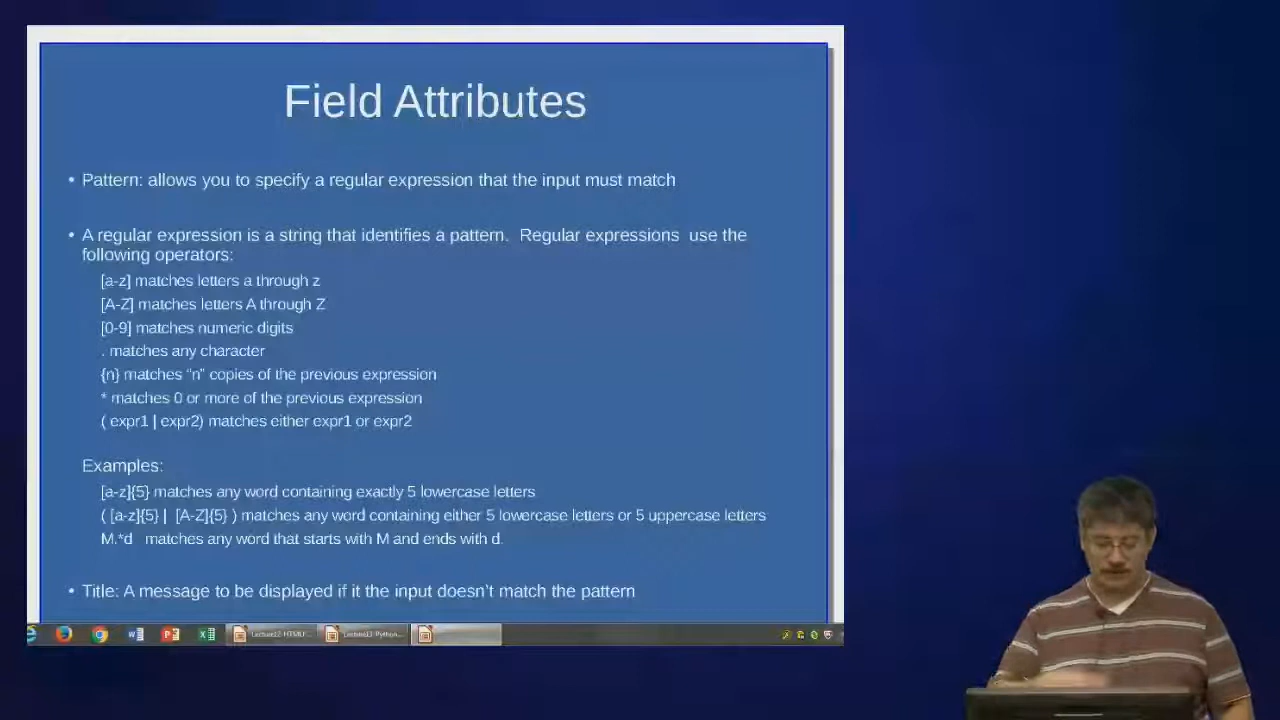 Field Attributes
• Pattern: allows you to specify a regular expression that the input must match
• A regular expression is a string that identifies a pattern.  Regular expressions  use the
following operators:
[a-z] matches letters a through z
[A-Z] matches letters A through Z
[0-9] matches numeric digits
. matches any character
{n} matches “n” copies of the previous expression
* matches 0 or more of the previous expression
( expr1 | expr2) matches either expr1 or expr2
Examples:
[a-z]{5} matches any word containing exactly 5 lowercase letters
( [a-z]{5} |  [A-Z]{5} ) matches any word containing either 5 lowercase letters or 5 uppercase letters
M.*d   matches any word that starts with M and ends with d.
• Title: A message to be displayed if it the input doesn’t match the pattern
Lecture12-HTMLF... Lecture13-Python...